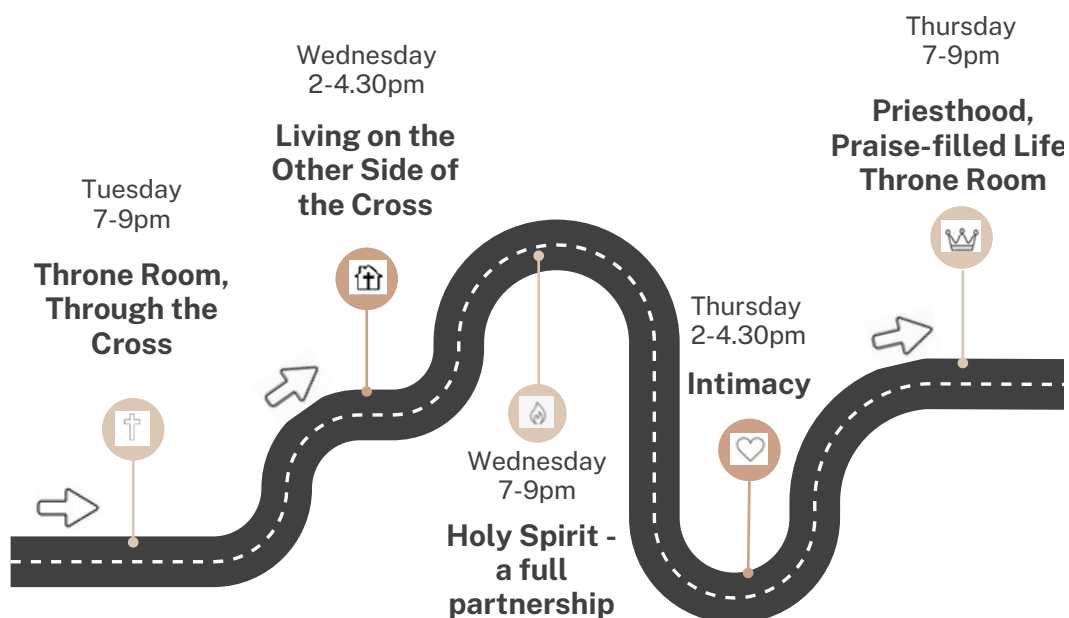 Tuesday
7-9pm
Throne Room,
Through the
Cross
Wednesday
2-4.30pm
Living on the
Other Side of
the Cross
Wednesday
7-9pm
Holy Spirit -
a full
partnership
Thursday
2-4.30pm
Intimacy
Thursday
7-9pm
Priesthood,
Praise-filled Life
Throne Room